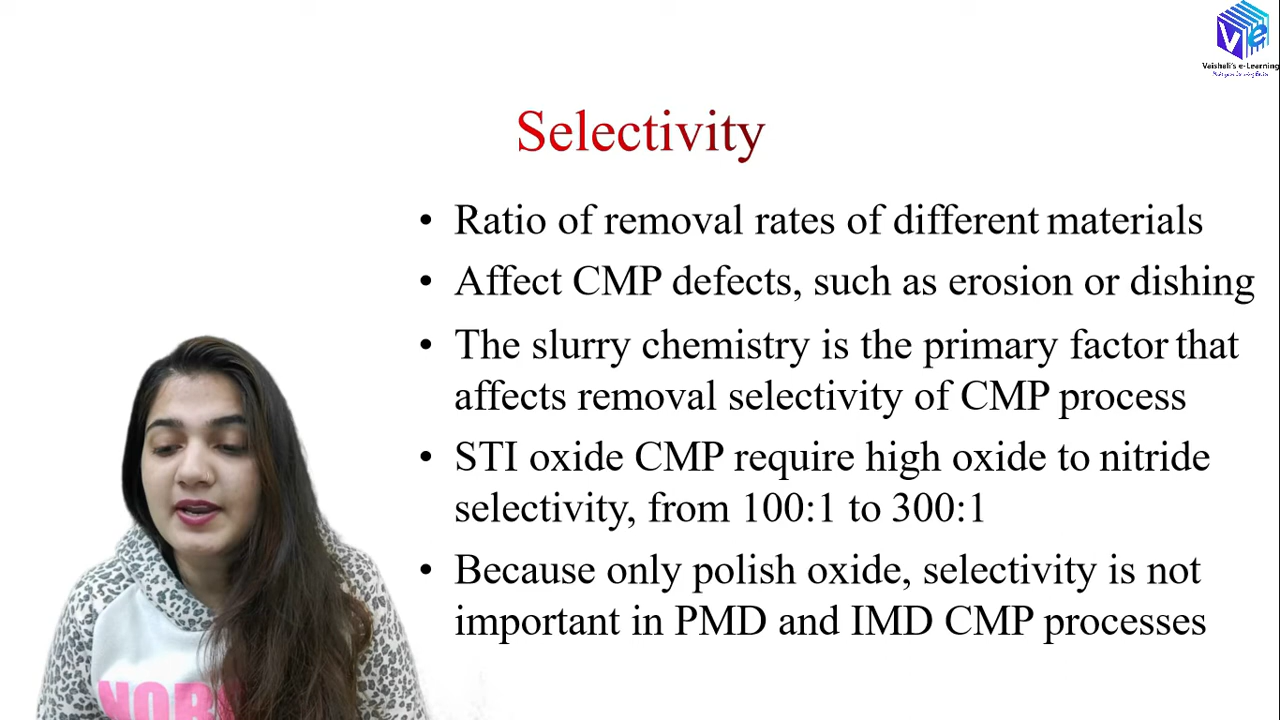 Vaishali's e-Learning
Selectivity
• Ratio of removal rates of different materials
• Affect CMP defects, such as erosion or dishing
• The slurry chemistry is the primary factor that
affects removal selectivity of CMP process
• STI oxide CMP require high oxide to nitride
selectivity, from 100:1 to 300:1
• Because only polish oxide, selectivity is not
important in PMD and IMD CMP processes